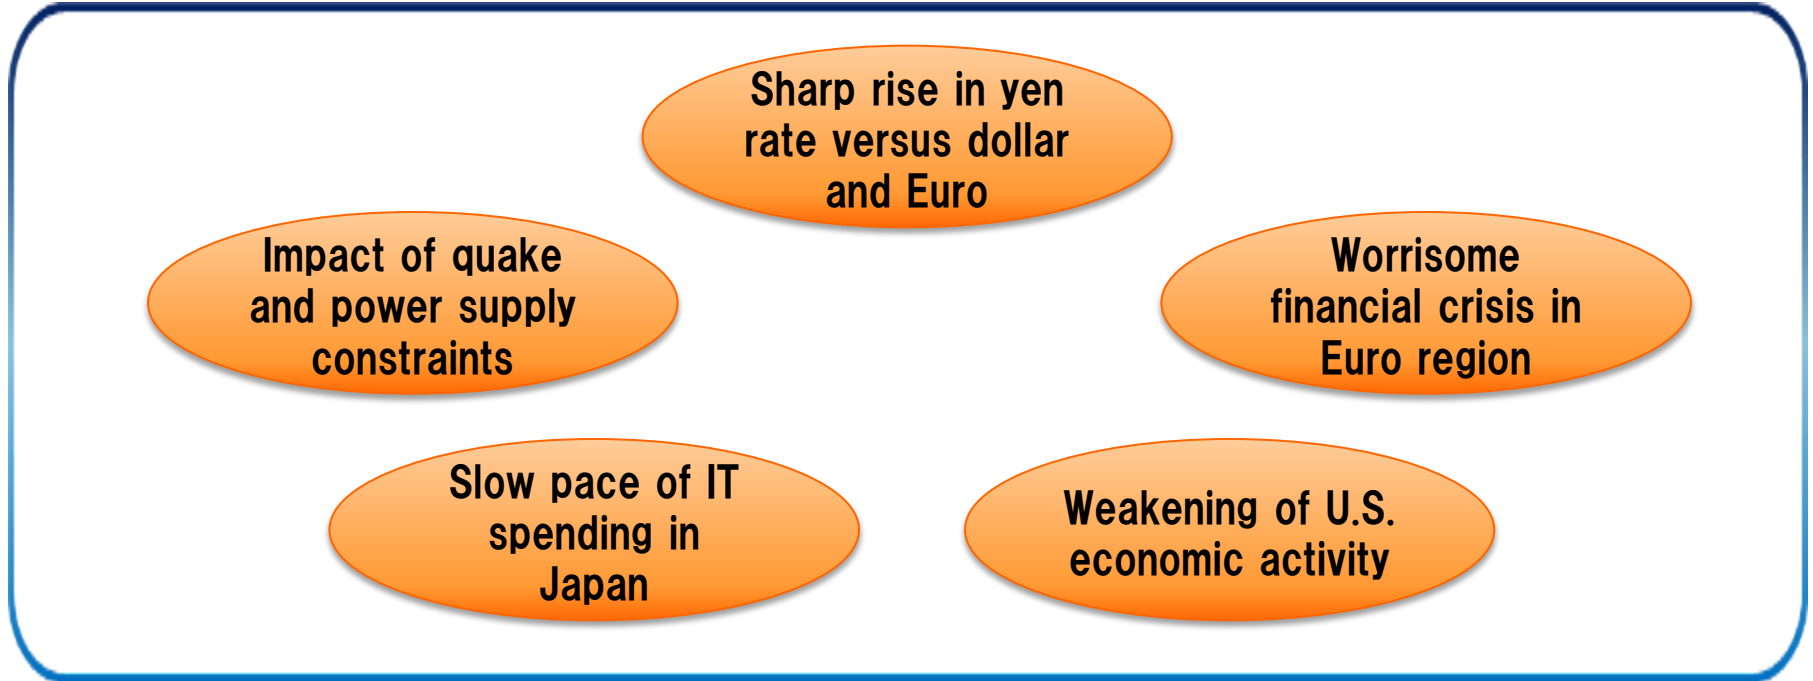 Sharp rise in yen
rate versus dollar
and Euro
Impact of quake
and power supply
constraints
Worrisome
financial crisis in
Euro region
Slow pace of IT
spending in
Japan
Weakening of U.S.
economic activity